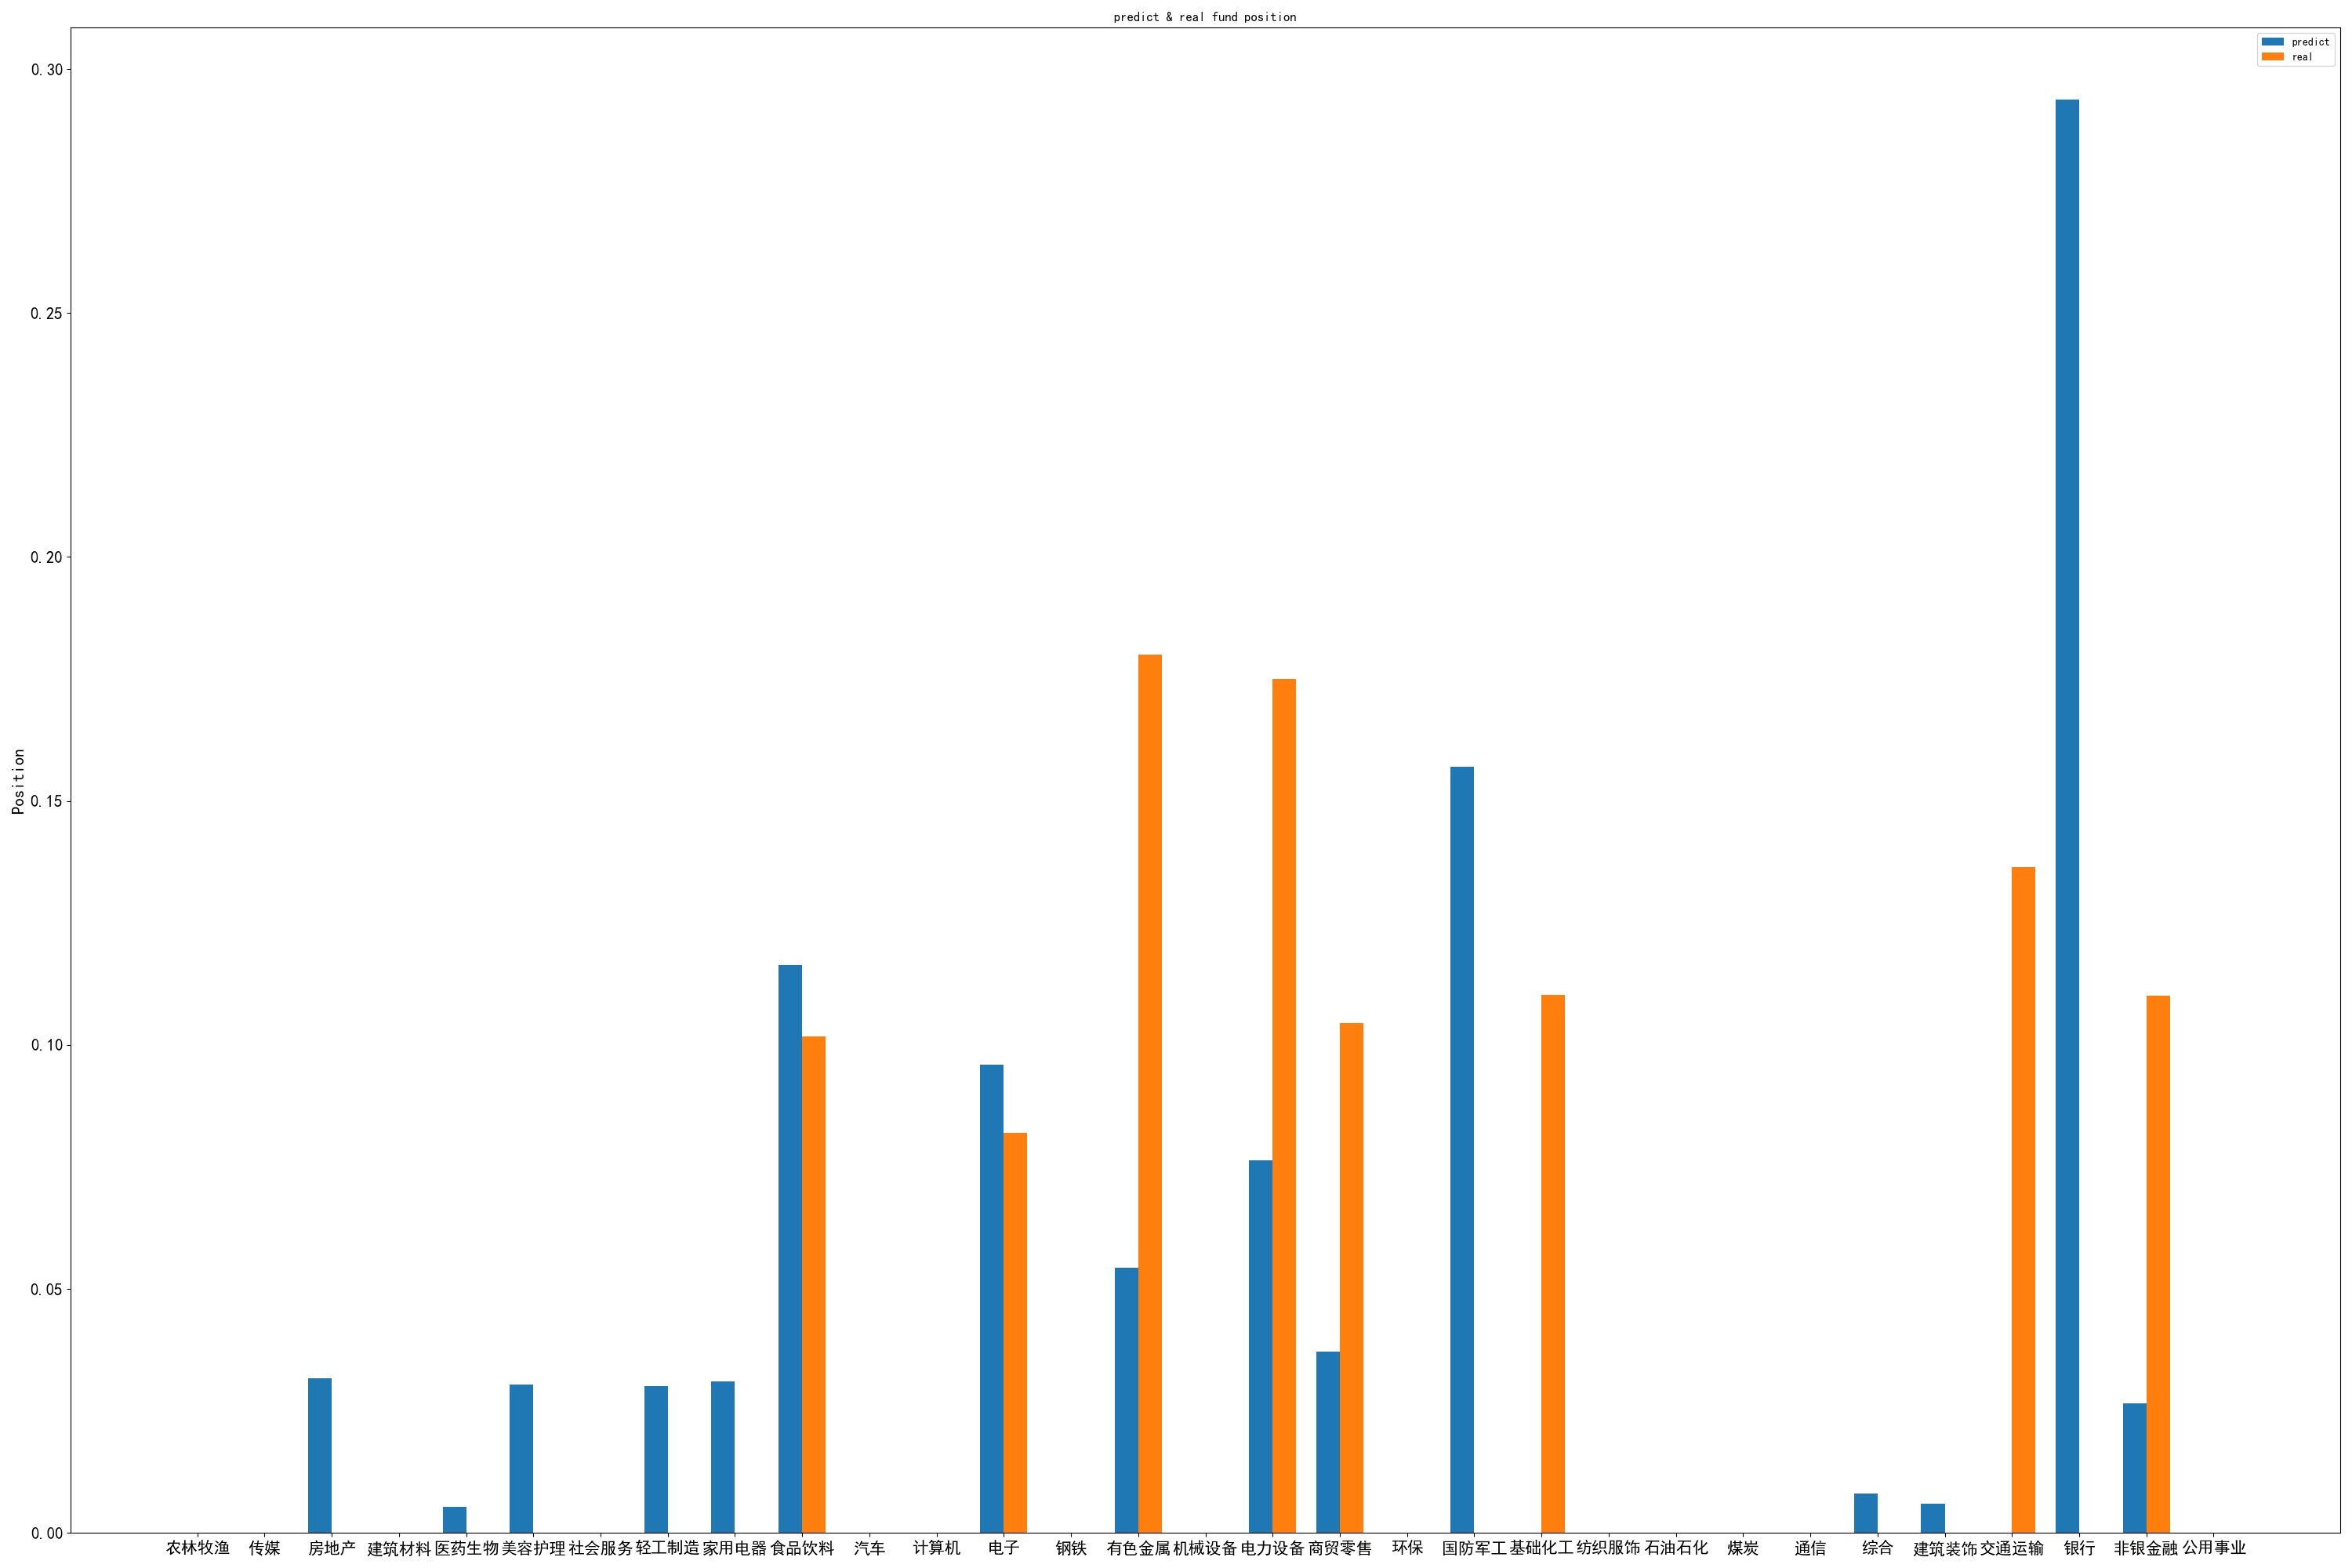 predict & real fund position
predict
real
0.30
0.25
0.20
0.15
0.10
0.05
0.00
Position
农林牧渔 传媒 房地产 建筑材料 医药生物 美容护理 社会服务 轻工制造 家用电器 食品饮料 汽车 计算机 电子 钢铁 有色金属 机械设备 电力设备 商贸零售 环保 国防军工 基础化工 纺织服饰 石油石化 煤炭 通信 综合 建筑装饰 交通运输 银行 非银金融 公用事业